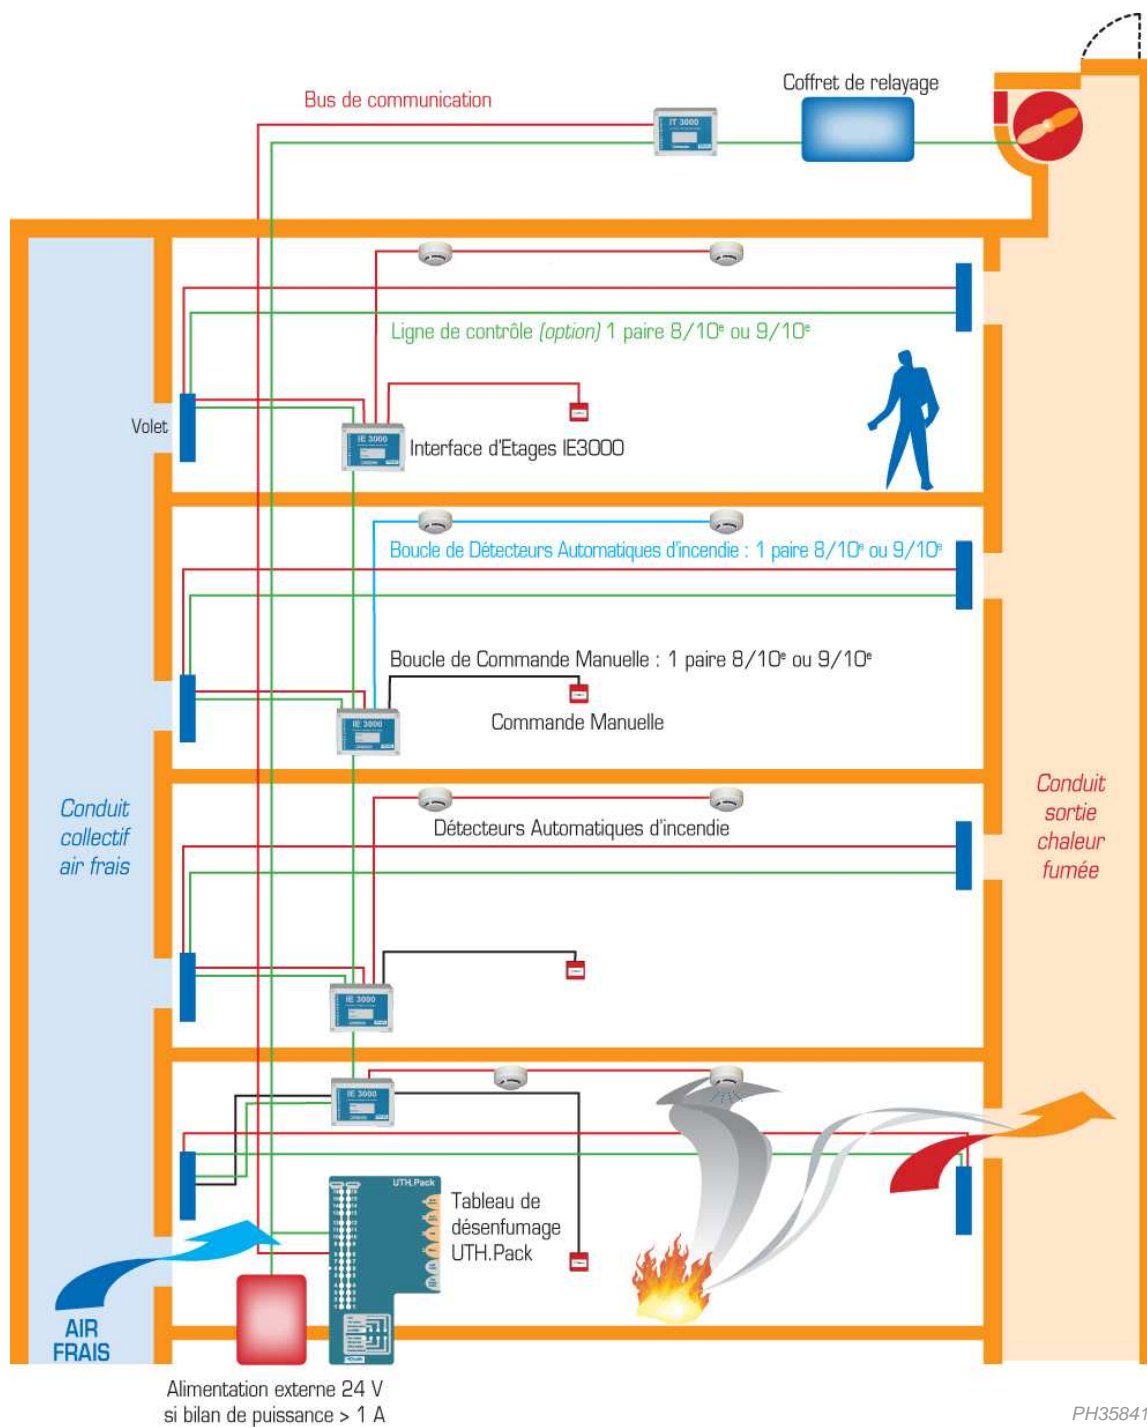 Coffret de relayage
Bus de communication
IT 3000
Ligne de contrôle (option) 1 paire 8/10e ou 9/10e
Volet
IE 3000
Interface d'Etages IE3000
Boucle de Détecteurs Automatiques d'incendie : 1 paire 8/10e ou 9/10e
Boucle de Commande Manuelle : 1 paire 8/10e ou 9/10e
IE 3000
Commande Manuelle
Conduit
collectif
air frais
Conduit
sortie
chaleur
fumée
Détecteurs Automatiques d'incendie
IE 3000
IE 3000
UTH.Pack
Tableau de
désenfumage
UTH.Pack
AIR
FRAIS
Alimentation externe 24 V
si bilan de puissance > 1 A
PH35841